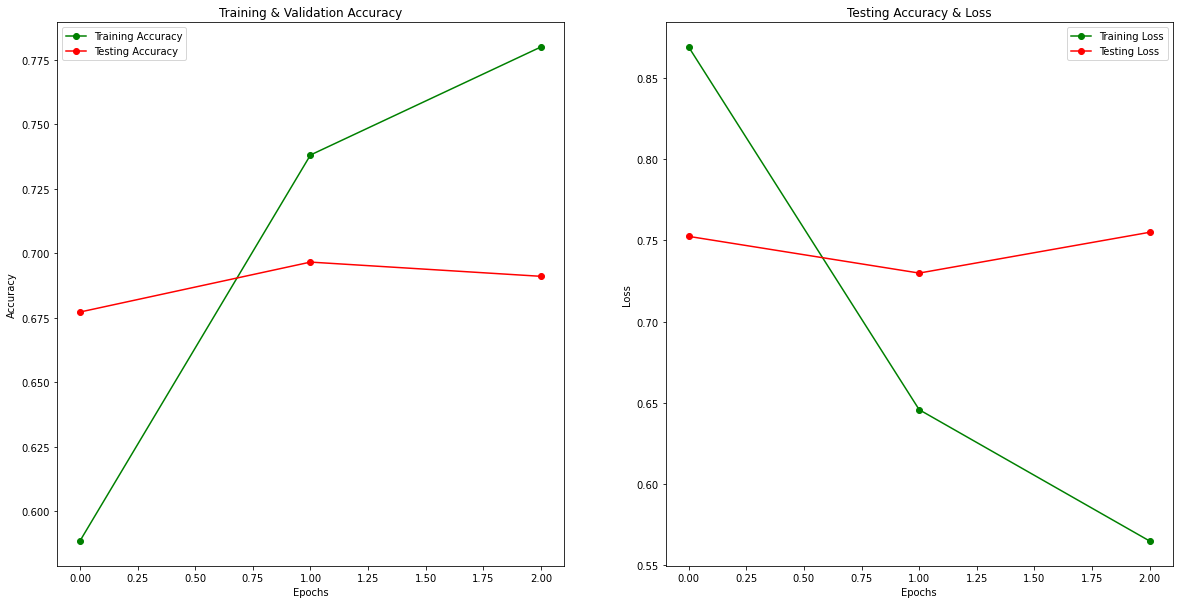 Training & Validation Accuracy
Training Accuracy
Testing Accuracy
0.775
0.750
0.725
0.700
0.675
0.650
0.625
0.600
Accuracy
0.00 0.25 0.50 0.75 1.00 1.25 1.50 1.75 2.00
Epochs
Testing Accuracy & Loss
Training Loss
Testing Loss
0.85
0.80
0.75
0.70
0.65
0.60
0.55
Loss
0.00 0.25 0.50 0.75 1.00 1.25 1.50 1.75 2.00
Epochs